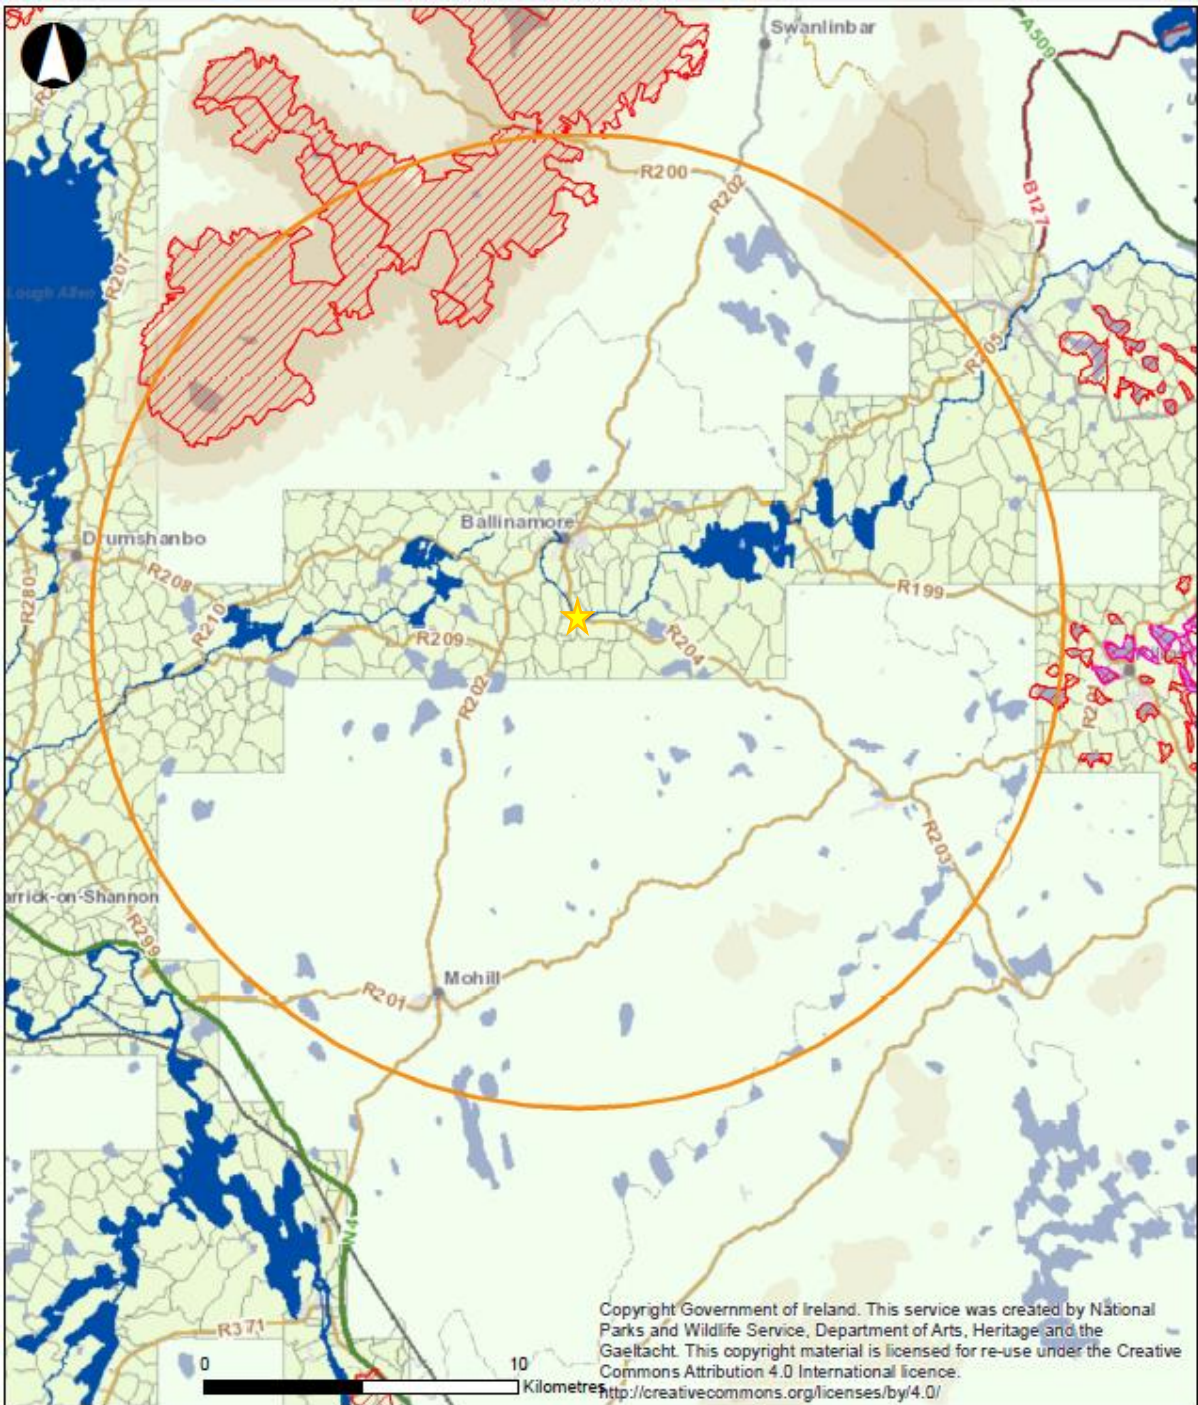 Swanlinbar
A509
R200
R202
B127
R207
Lough Allen
R205
Ballinamore
Drumshanbo
R208
R280
R210
R209
R199
R204
R202
R201
R203
arrick-on-Shannon
R299
Mohill
R201
N4
R371
Copyright Government of Ireland. This service was created by National
Parks and Wildlife Service, Department of Arts, Heritage and the
Gaeltacht. This copyright material is licensed for re-use under the Creative
Commons Attribution 4.0 International licence.
http://creativecommons.org/licenses/by/4.0/
0 10
Kilometres